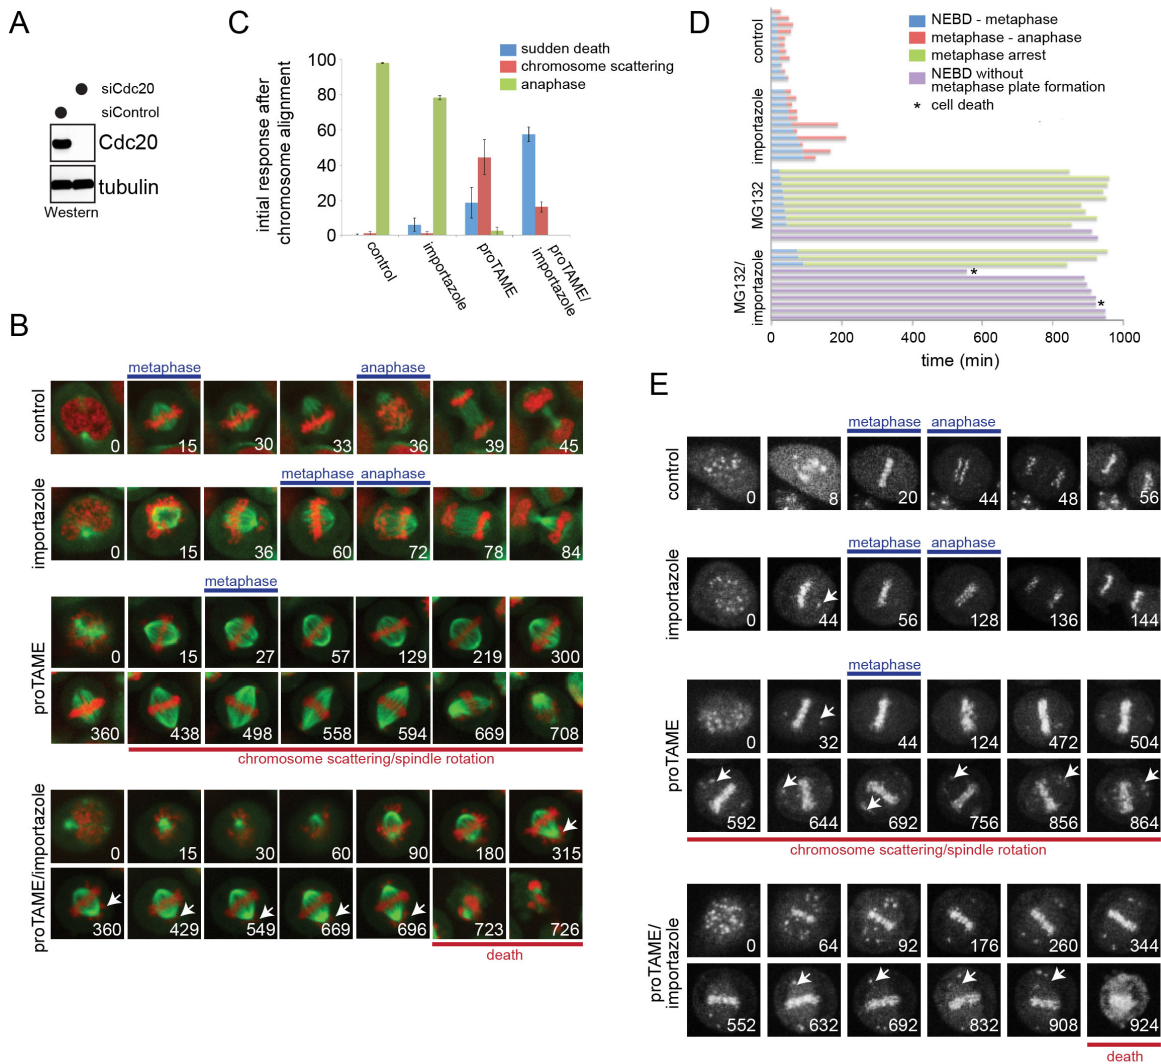 A
siCdc20
siControl
Cdc20
tubulin
Western
C
intial response after
chromosome alignment
100
80
60
40
20
0
sudden death
chromosome scattering
anaphase
control
importazole
proTAME
proTAME/
importazole
D
control
importazole
MG132
MG132/
importazole
NEBD - metaphase
metaphase - anaphase
metaphase arrest
NEBD without
metaphase plate formation
* cell death
*
*
0 200 400 600 800 1000
time (min)
B
metaphase anaphase
control
0 15 30 33 36 39 45
metaphase anaphase
importazole
0 15 36 60 72 78 84
metaphase
proTAME
0 15 27 57 129 219 300
360 438 498 558 594 669 708
chromosome scattering/spindle rotation
proTAME/importazole
0 15 30 60 90 180 315
360 429 549 669 696 723 726
death
E
metaphase anaphase
control
0 8 20 44 48 56
metaphase anaphase
importazole
0 44 56 128 136 144
metaphase
proTAME
0 32 44 124 472 504
592 644 692 756 856 864
chromosome scattering/spindle rotation
proTAME/
importazole
0 64 92 176 260 344
552 632 692 832 908 924
death